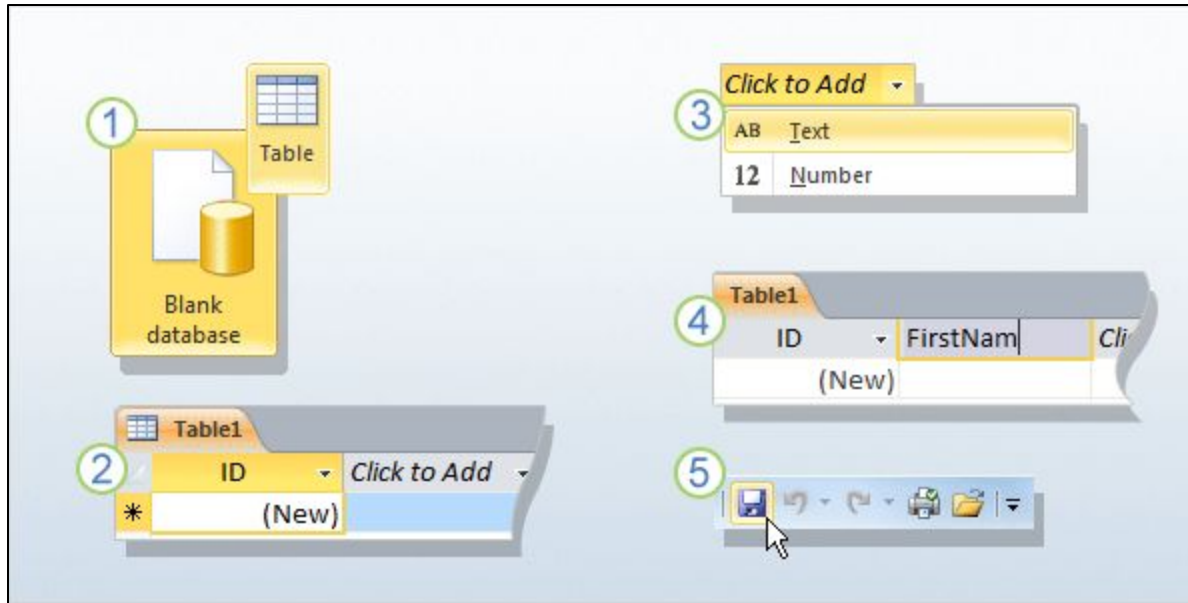 1
Table
Blank
database
2
Table1
ID
Click to Add
(New)
3
Click to Add
AB Text
12 Number
4
Table1
ID FirstNam Cli
(New)
5